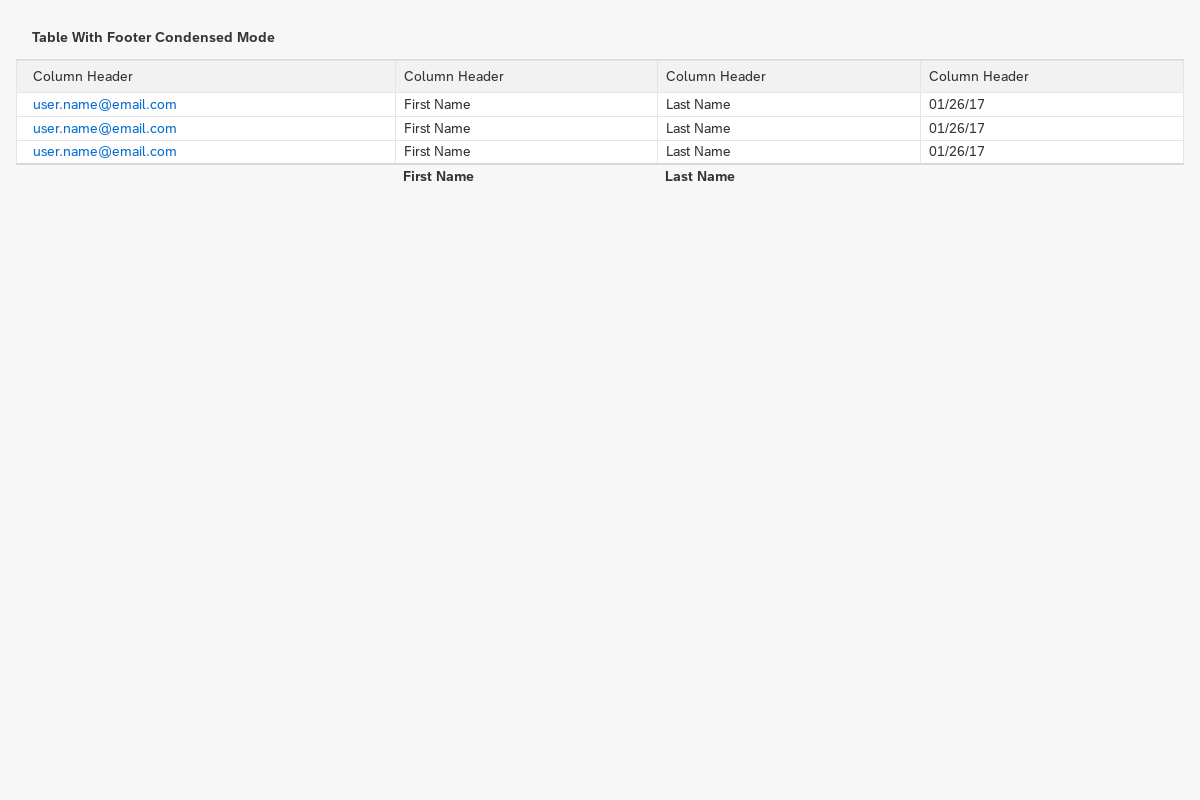 Table With Footer Condensed Mode
Column Header Column Header Column Header Column Header
user.name@email.com First Name Last Name 01/26/17
user.name@email.com First Name Last Name 01/26/17
user.name@email.com First Name Last Name 01/26/17
First Name Last Name